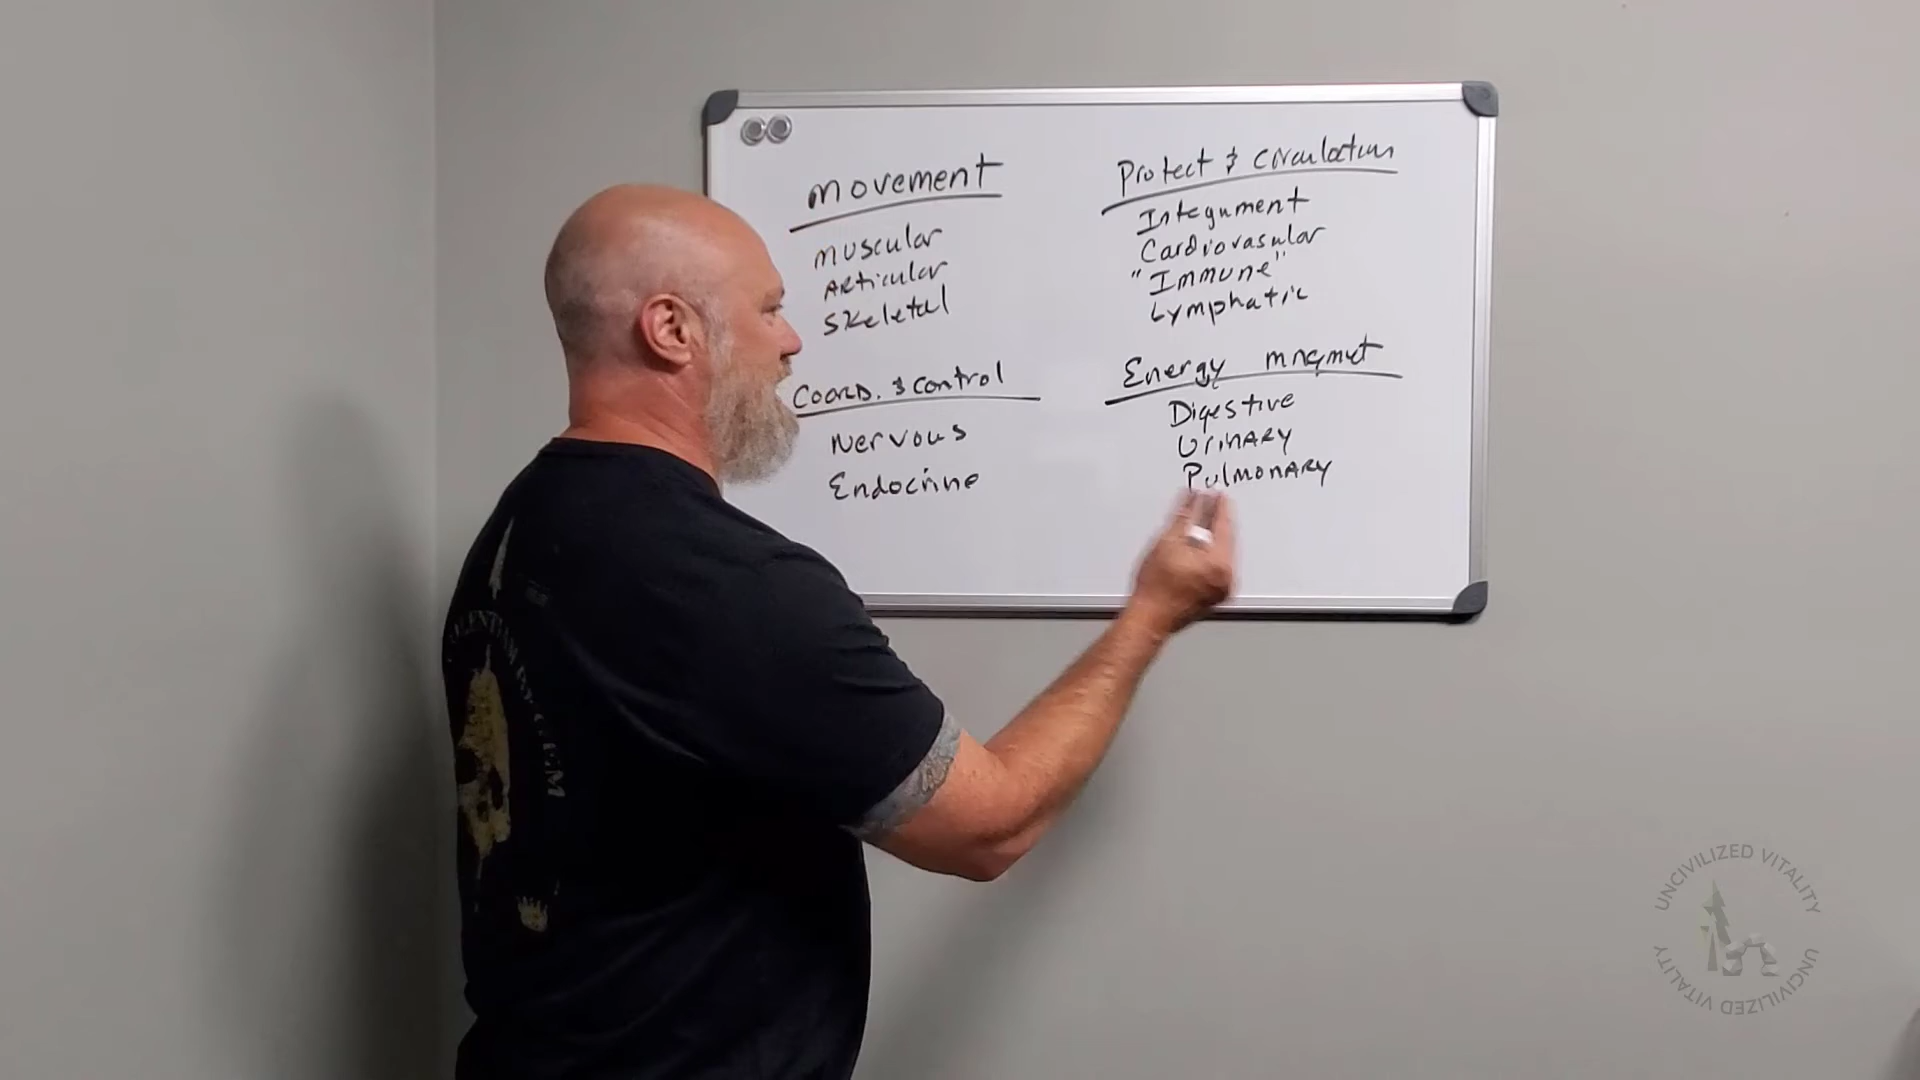 movement
muscular
Articular
Skeletal
Coord. & control
Nervous
Endocrine
Protect & circulation
Integument
Cardiovasular
"Immune"
Lymphatic
Energy mngmut
Digestive
Urinary
Pulmonary
UNCIVILIZED VITALITY
UNCIVILIZED VITALITY